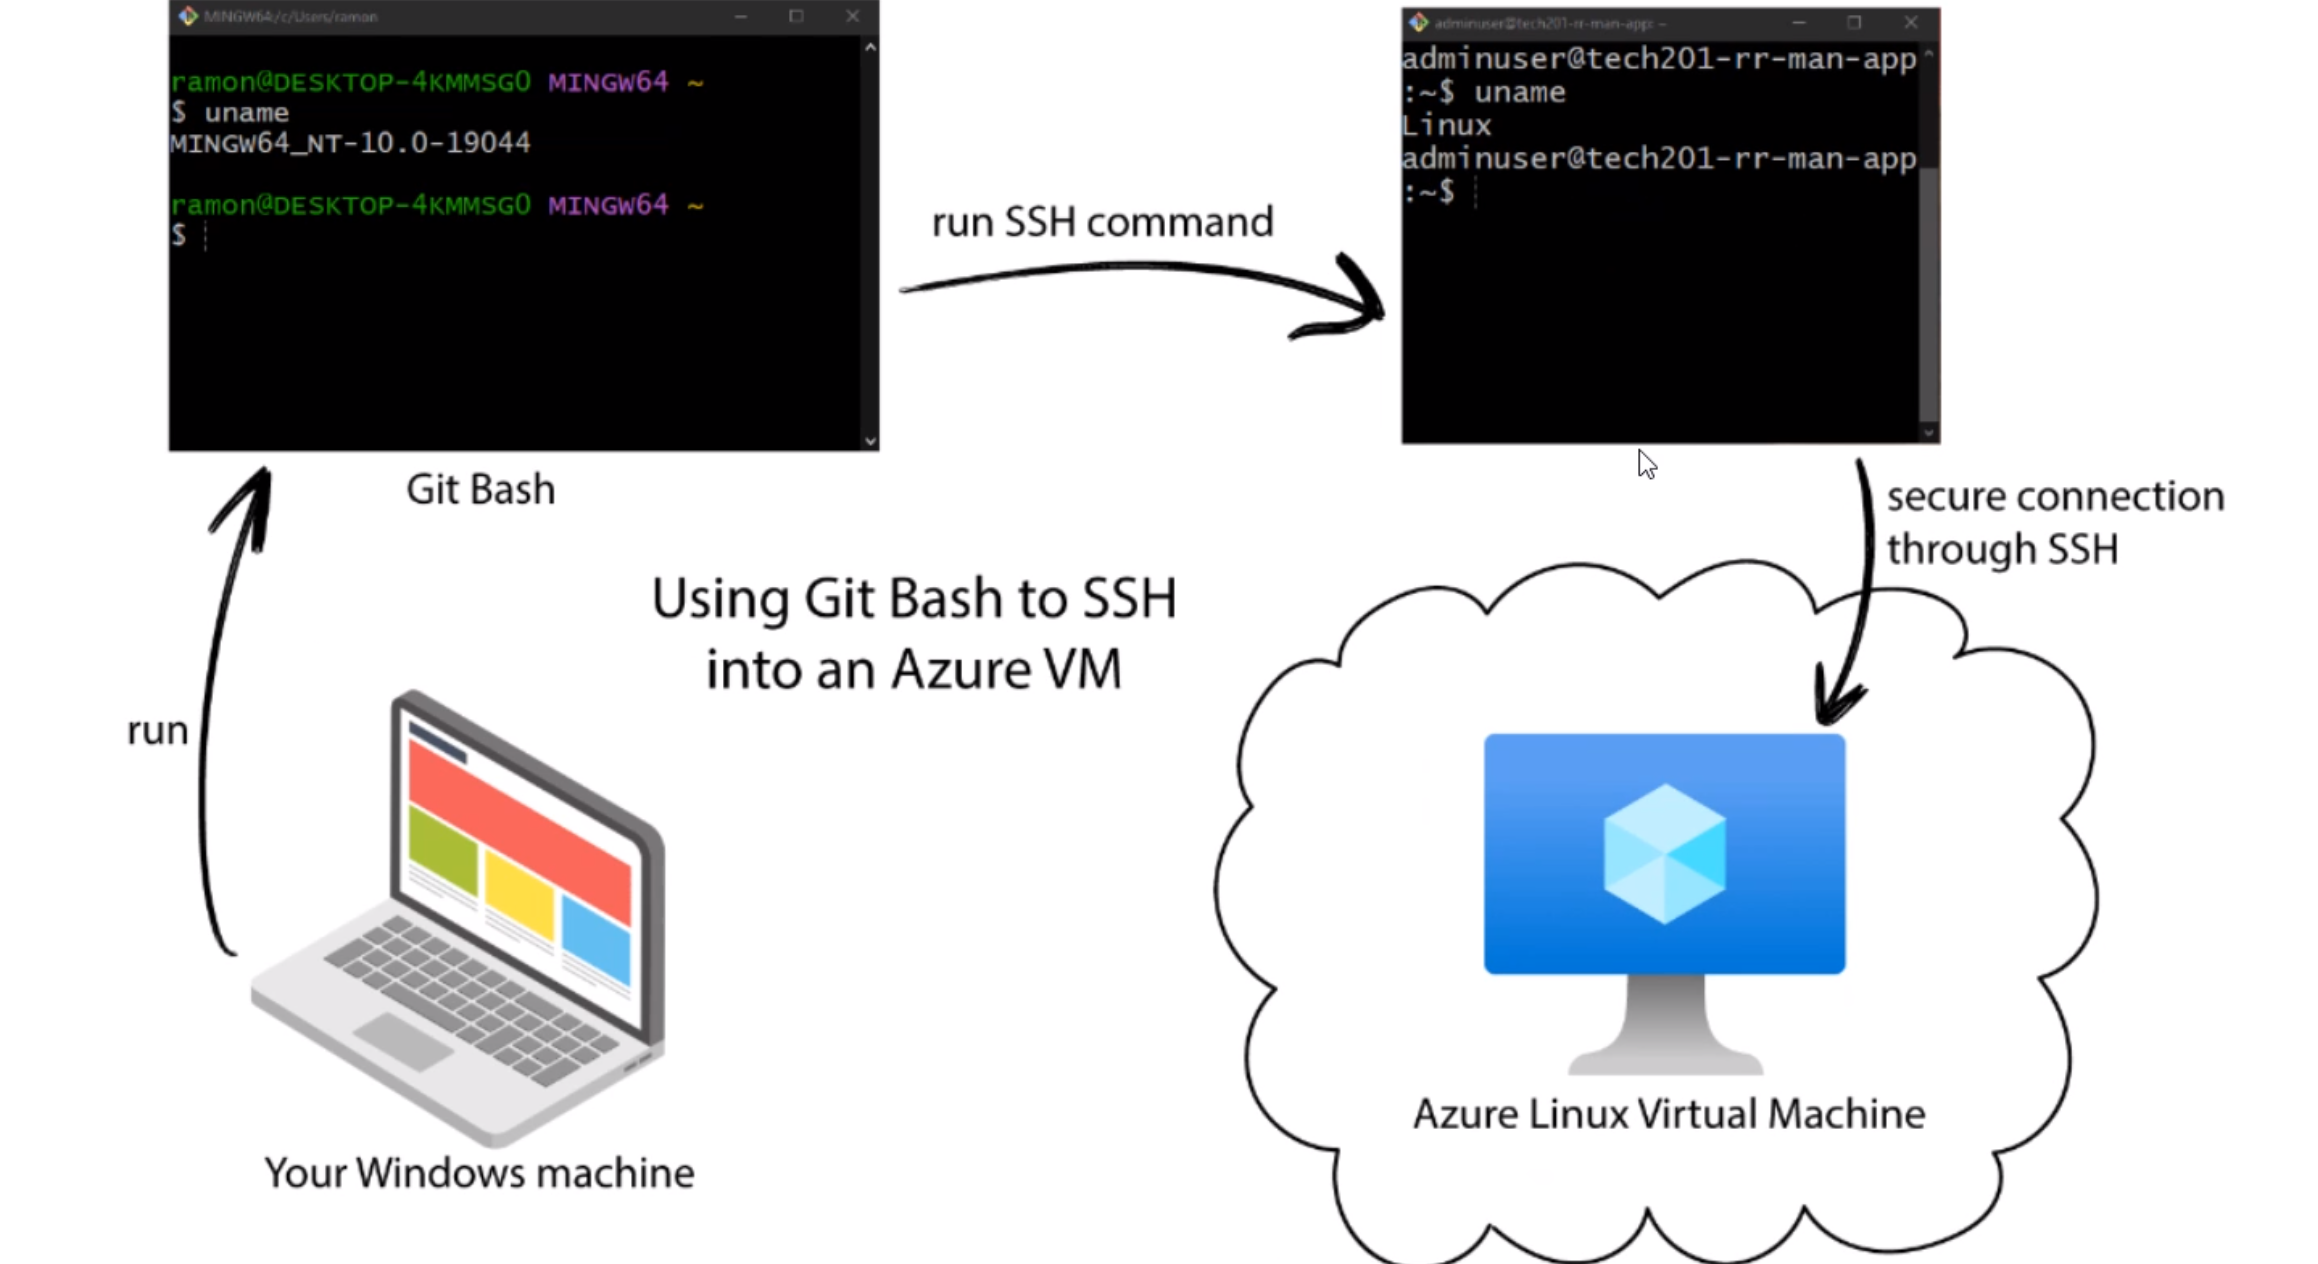 MINGW64:/c/Users/ramon
ramon@DESKTOP-4KMMSG0 MINGW64 ~
$ uname
MINGW64_NT-10.0-19044
ramon@DESKTOP-4KMMSG0 MINGW64 ~
$
Git Bash
run SSH command
adminuser@tech201-rr-man-app: ~
adminuser@tech201-rr-man-app
:~$ uname
Linux
adminuser@tech201-rr-man-app
:~$
secure connection
through SSH
Using Git Bash to SSH
into an Azure VM
run
Your Windows machine
Azure Linux Virtual Machine